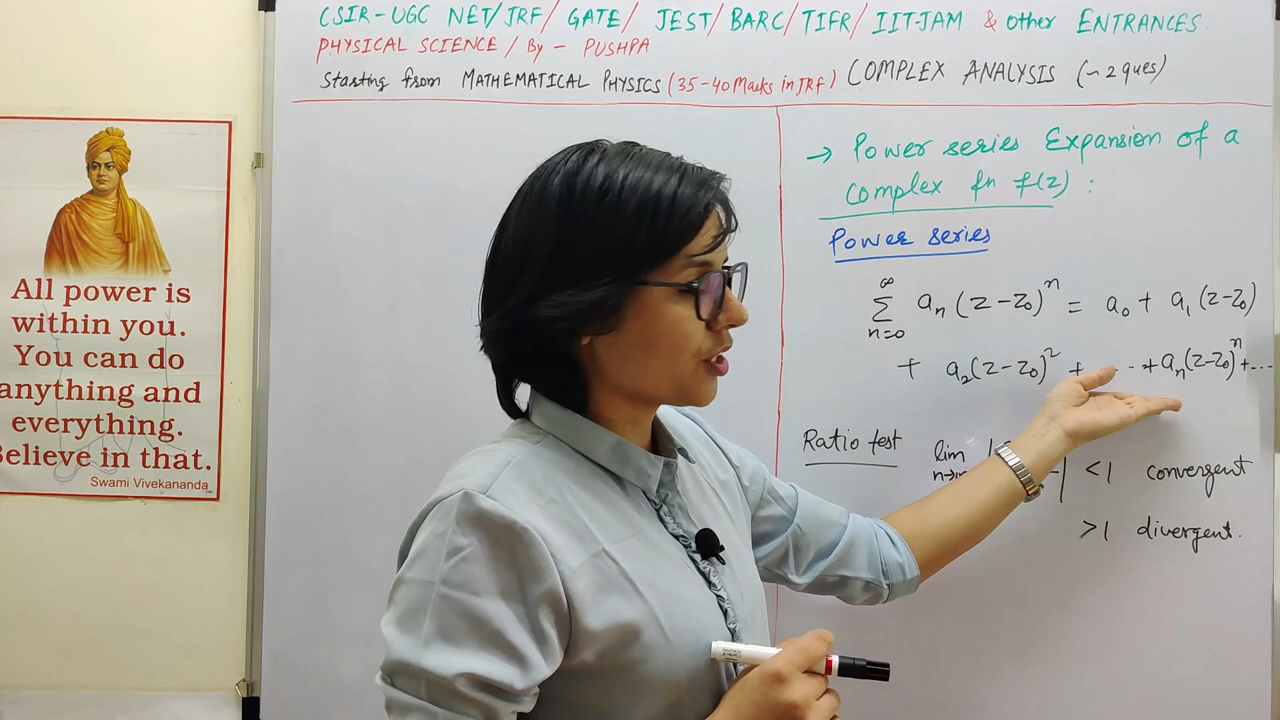 CSIR-UGC NET/JRF/ GATE/ JEST/BARC/TIFR/ IIT-JAM & other ENTRANCES.
PHYSICAL SCIENCE / By - PUSHPA
Starting from MATHEMATICAL PHYSICS (35-40 Marks in JRF) COMPLEX ANALYSIS (~2 ques)
All power is
within you.
You can do
anything and
everything.
Believe in that.
Swami Vivekananda
→ Power series Expansion of a
Complex fn f(z) :
Power series
∞
∑ aₙ (z-z₀)ⁿ = a₀ + a₁ (z-z₀)
n=0
+ a₂(z-z₀)² + ... + aₙ(z-z₀)ⁿ + ...
Ratio test lim < 1 convergent
> 1 divergent.